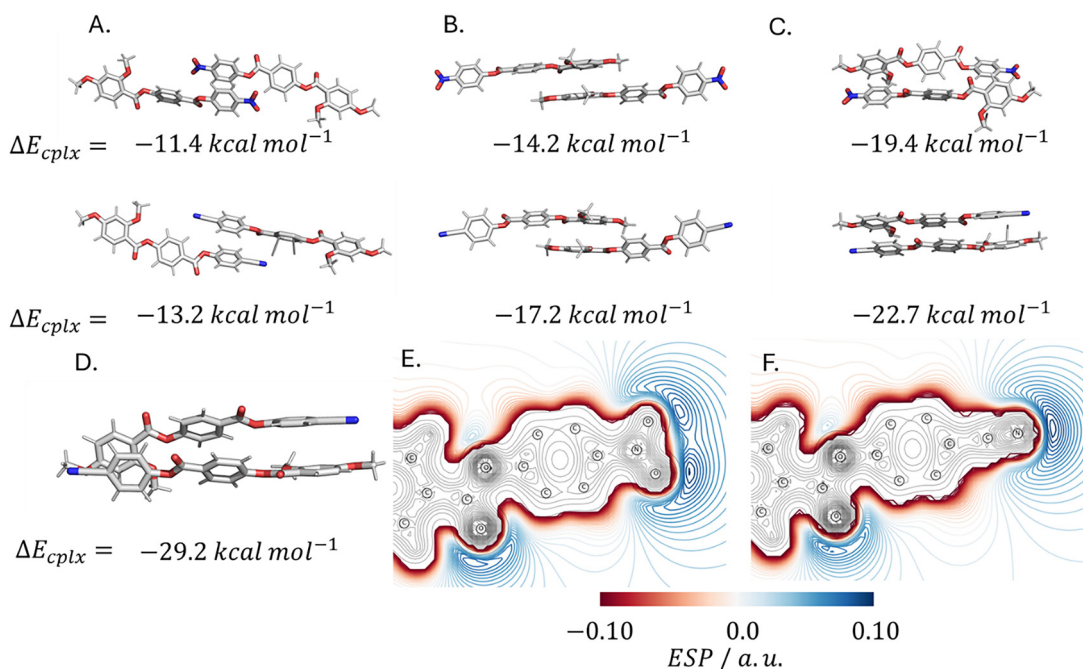 A.
B.
C.
ΔE_cplx = −11.4 kcal mol⁻¹
−14.2 kcal mol⁻¹
−19.4 kcal mol⁻¹
ΔE_cplx = −13.2 kcal mol⁻¹
−17.2 kcal mol⁻¹
−22.7 kcal mol⁻¹
D.
E.
F.
ΔE_cplx = −29.2 kcal mol⁻¹
−0.10 0.0 0.10
ESP / a.u.